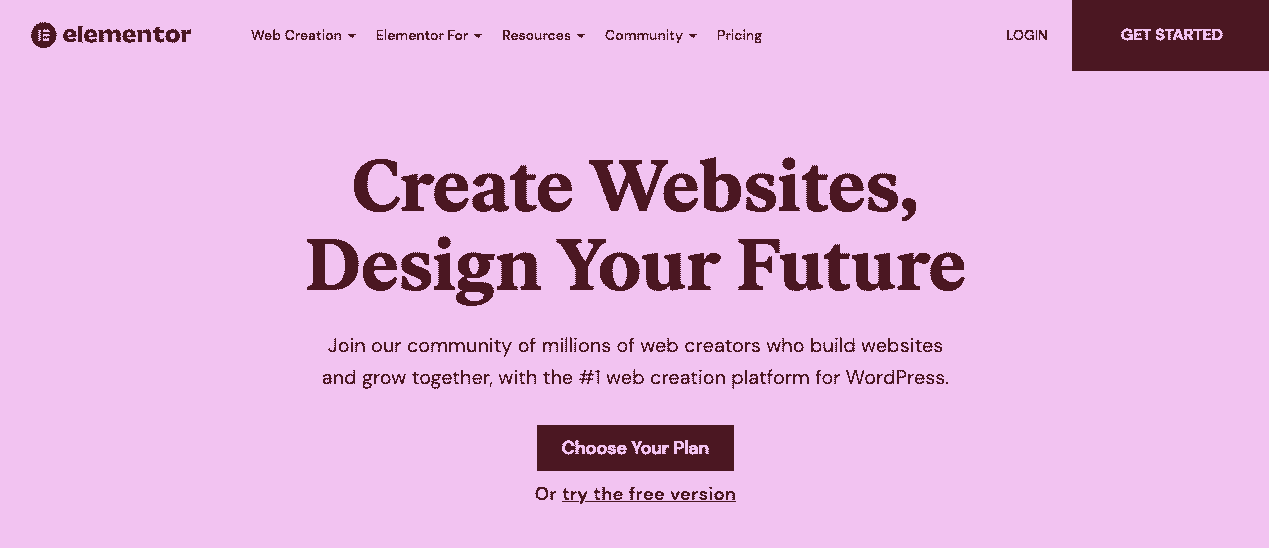 elementor
Web Creation
Elementor For
Resources
Community
Pricing
LOGIN
GET STARTED
Create Websites,
Design Your Future
Join our community of millions of web creators who build websites
and grow together, with the #1 web creation platform for WordPress.
Choose Your Plan
Or try the free version